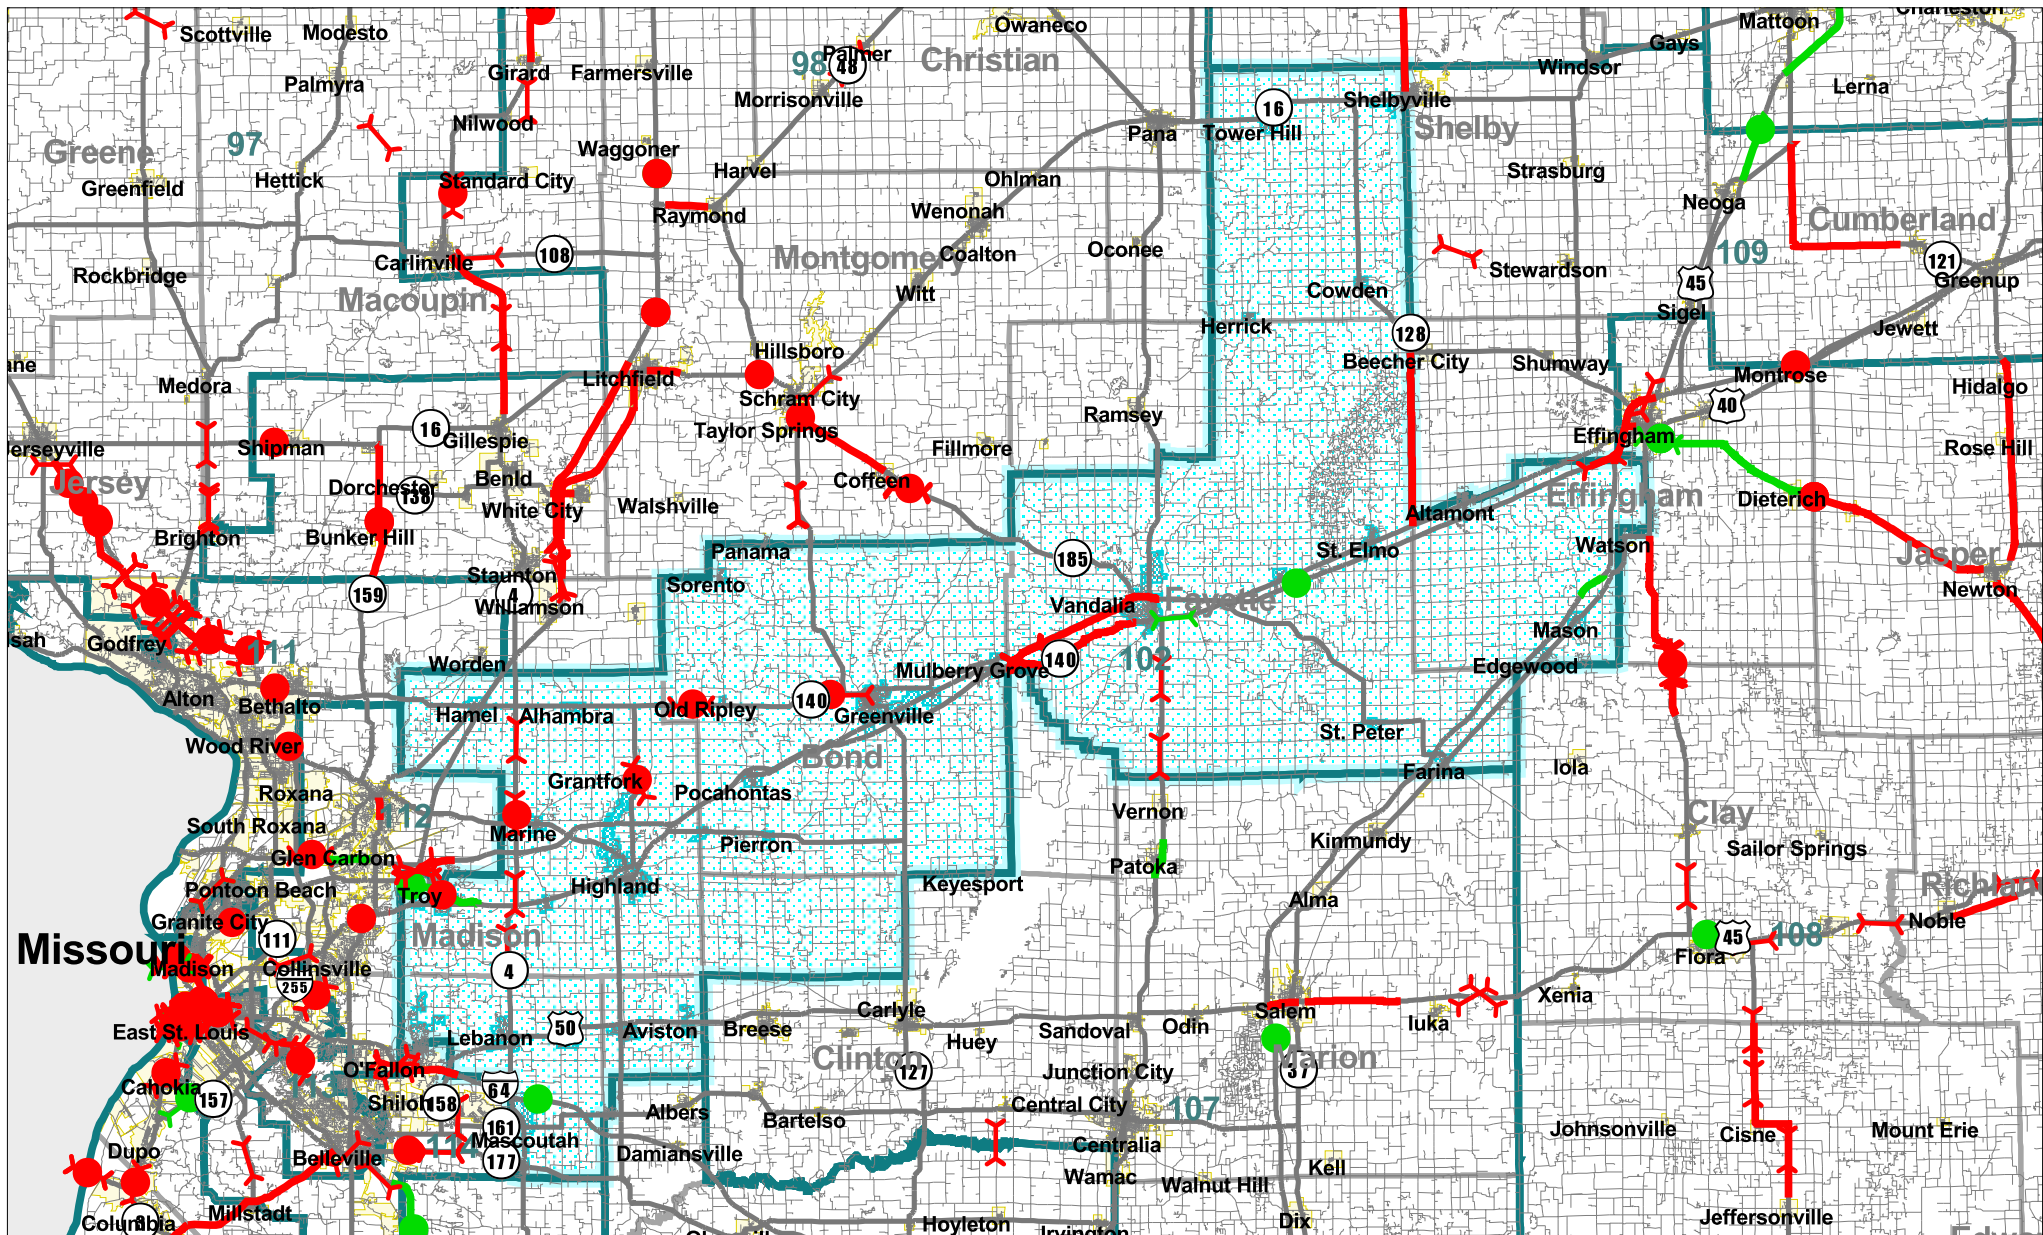 Scottville
Modesto
Owaneco
Mattoon
Palmer
98
48
Christian
Gays
Windsor
Girard
Farmersville
Palmyra
Morrisonville
Shelbyville
Lerna
16
Nilwood
Pana
Tower Hill
Shelby
97
Greene
Waggoner
Harvel
Strasburg
Greenfield
Hettick
Standard City
Ohlman
Neoga
Raymond
Wenonah
Cumberland
Carlinville
108
Montgomery
Coalton
Oconee
109
121
Rockbridge
Stewardson
Greenup
45
Macoupin
Witt
Cowden
Sigel
Herrick
128
Jewett
Hillsboro
Beecher City
Shumway
Medora
Litchfield
Montrose
Hidalgo
Schram City
40
Ramsey
16
Gillespie
Taylor Springs
Effingham
Shipman
Fillmore
Rose Hill
Jersey
Benld
Coffeen
Dorchester
Effingham
Dieterich
White City
Walshville
Altamont
Brighton
Bunker Hill
Panama
St. Elmo
Watson
Jasper
185
Staunton
Sorento
Newton
159
4
Williamson
Vandalia
Fayette
Godfrey
111
Mason
Worden
Mulberry Grove
140
102
Edgewood
Alton
Bethalto
Hamel
Alhambra
Old Ripley
140
Greenville
Wood River
St. Peter
Bond
Farina
Iola
Grantfork
Pocahontas
Roxana
Vernon
Clay
South Roxana
Marine
Pierron
Kinmundy
Sailor Springs
Glen Carbon
Patoka
Pontoon Beach
Troy
Highland
Keyesport
Alma
Granite City
111
Noble
Missouri
Madison
45
108
Madison
Collinsville
4
Flora
255
Xenia
Carlyle
Salem
East St. Louis
Lebanon
50
Aviston
Breese
Huey
Sandoval
Odin
Iuka
Clinton
Marion
O'Fallon
127
Junction City
37
Cahokia
157
Shiloh
158
64
Albers
Bartelso
Central City
107
161
Mascoutah
Johnsonville
Cisne
Mount Erie
Dupo
Belleville
177
Damiansville
Centralia
Wamac
Walnut Hill
Kell
Columbia
Millstadt
Hoyleton
Irvington
Dix
Jeffersonville